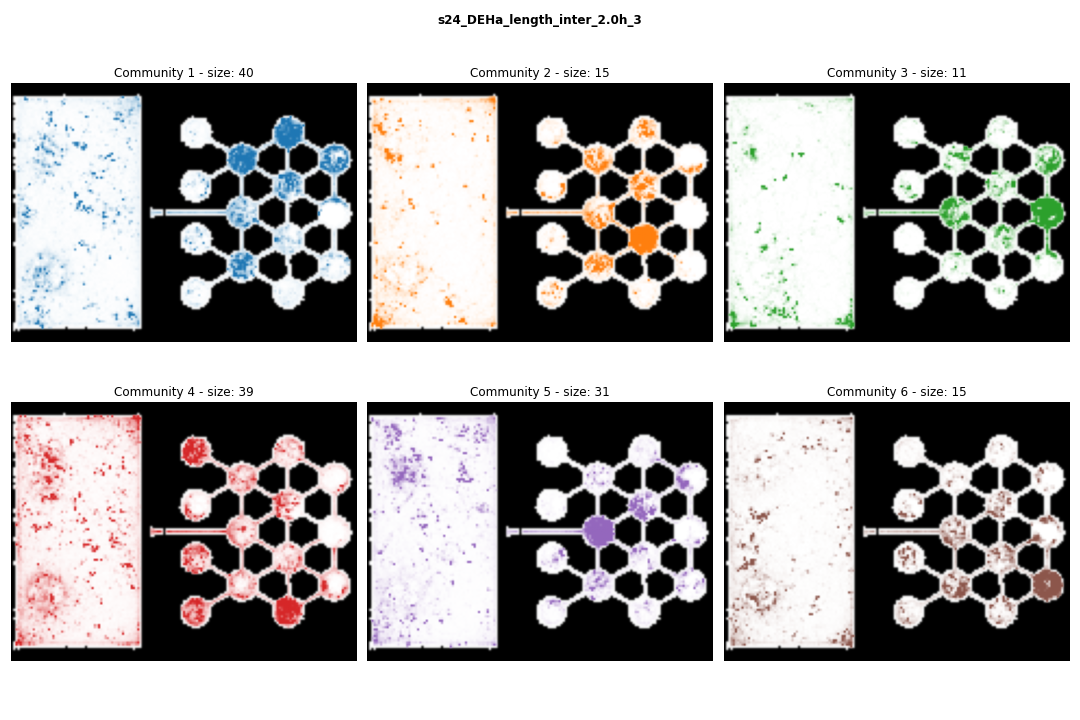 s24_DEHa_length_inter_2.0h_3
Community 1 - size: 40
Community 2 - size: 15
Community 3 - size: 11
Community 4 - size: 39
Community 5 - size: 31
Community 6 - size: 15